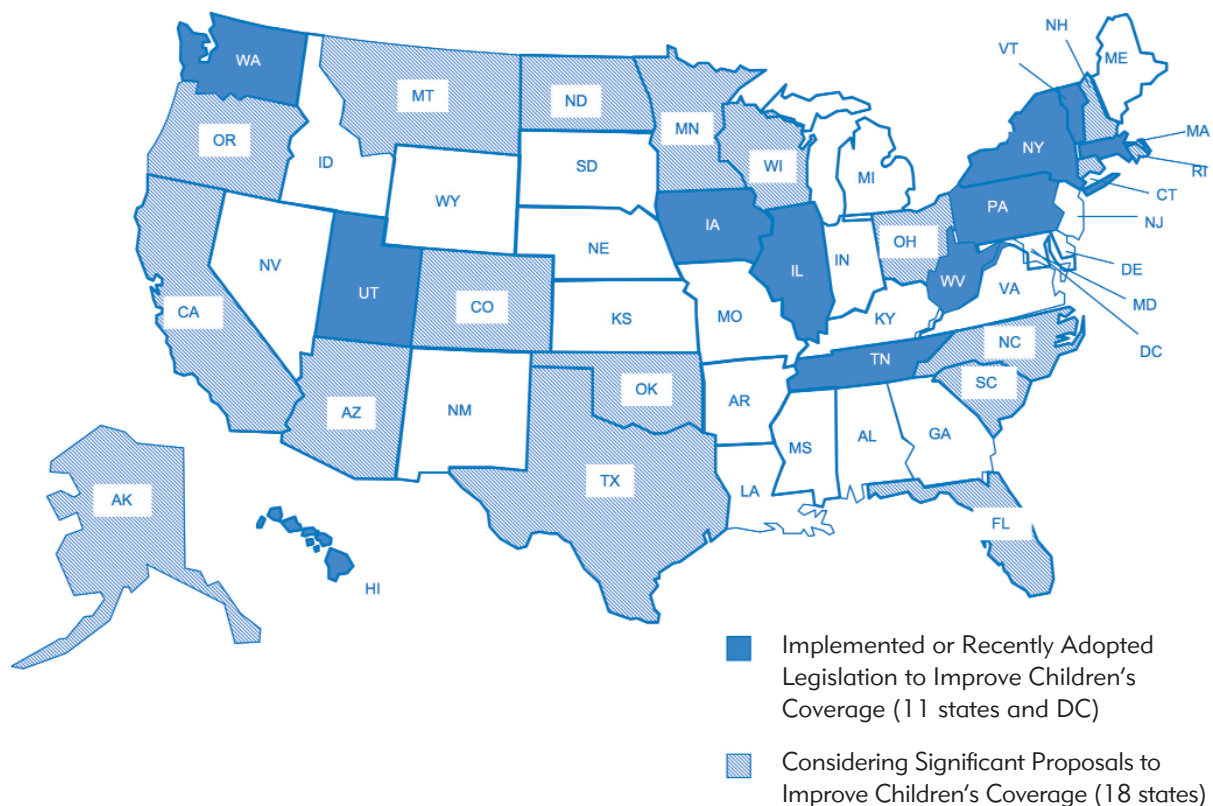 NH
VT
ME
WA
MT
ND
MN
OR
ID
SD
WI
NY
MA
RI
WY
MI
CT
PA
NJ
IA
NE
OH
NV
IL
IN
DE
UT
WV
CO
VA
MD
CA
KS
MO
KY
DC
NC
TN
OK
SC
AZ
NM
AR
MS
AL
GA
TX
LA
AK
FL
HI
Implemented or Recently Adopted
Legislation to Improve Children's
Coverage (11 states and DC)
Considering Significant Proposals to
Improve Children's Coverage (18 states)